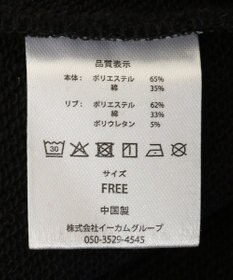 品質表示
本体: ポリエステル 65%
綿 35%
リブ: ポリエステル 62%
綿 33%
ポリウレタン 5%
30
サイズ
FREE
中国製
株式会社イーカムグループ
050-3529-4545